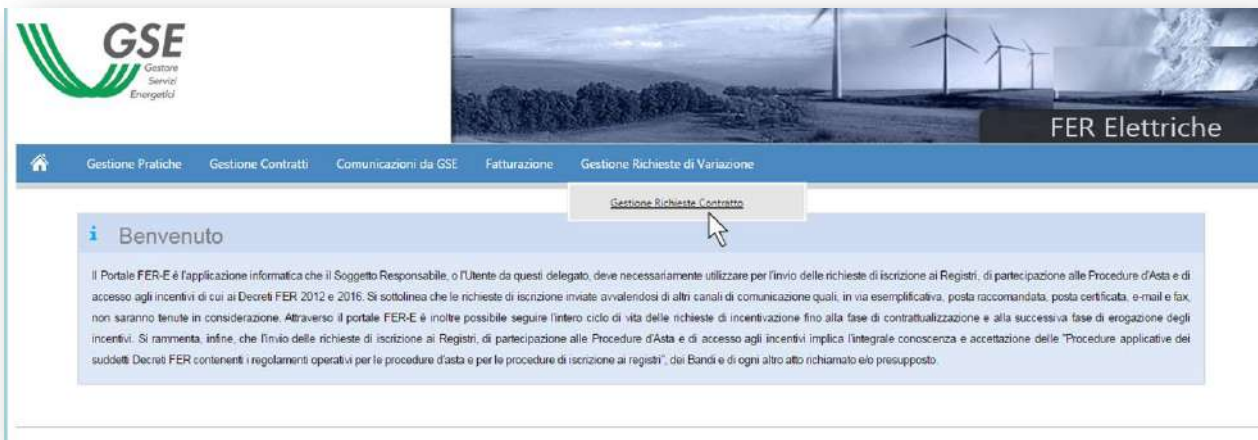 GSE
Gestore
Servizi
Energetici
FER Elettriche
Gestione Pratiche Gestione Contratti Comunicazioni da GSE Fatturazione Gestione Richieste di Variazione
Gestione Richieste Contratto
i Benvenuto
Il Portale FER-E è l'applicazione informatica che il Soggetto Responsabile, o l'Utente da questi delegato, deve necessariamente utilizzare per l'invio delle richieste di iscrizione ai Registri, di partecipazione alle Procedure d'Asta e di
accesso agli incentivi di cui ai Decreti FER 2012 e 2016. Si sottolinea che le richieste di iscrizione inviate avvalendosi di altri canali di comunicazione quali, in via esemplificativa, posta raccomandata, posta certificata, e-mail e fax,
non saranno tenute in considerazione. Attraverso il portale FER-E è inoltre possibile seguire l'intero ciclo di vita delle richieste di incentivazione fino alla fase di contrattualizzazione e alla successiva fase di erogazione degli
incentivi. Si rammenta, infine, che l'invio delle richieste di iscrizione ai Registri, di partecipazione alle Procedure d'Asta e di accesso agli incentivi implica l'integrale conoscenza e accettazione delle "Procedure applicative dei
suddetti Decreti FER contenenti i regolamenti operativi per le procedure d'asta e per le procedure di iscrizione ai registri", dei Bandi e di ogni altro atto richiamato e/o presupposto.